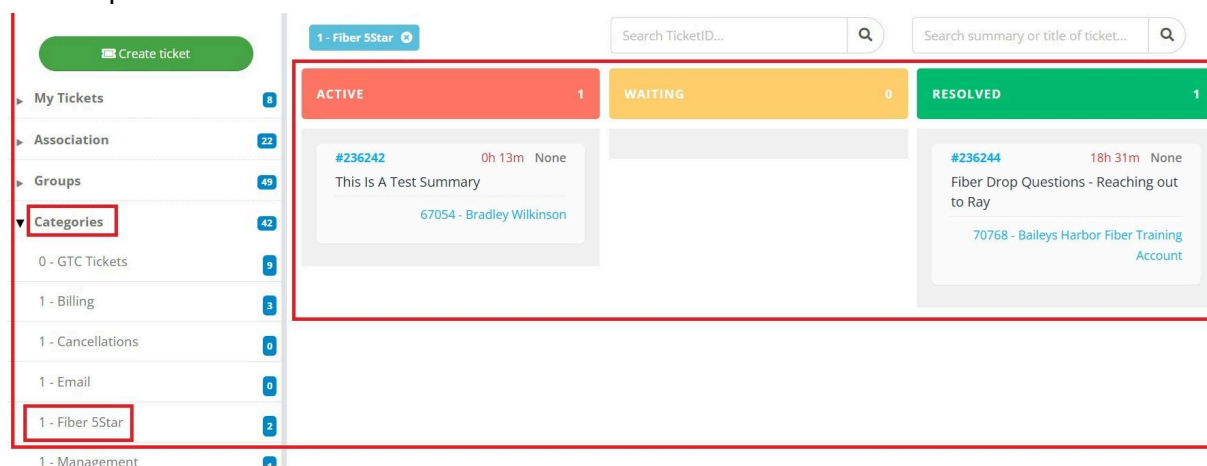 Create ticket
My Tickets 8
Association 22
Groups 49
Categories 42
0 - GTC Tickets 9
1 - Billing 3
1 - Cancellations 0
1 - Email 0
1 - Fiber 5Star 2
1 - Management
1 - Fiber 5Star
Search TicketID...
Search summary or title of ticket...
ACTIVE 1
#236242 0h 13m None
This Is A Test Summary
67054 - Bradley Wilkinson
WAITING 0
RESOLVED 1
#236244 18h 31m None
Fiber Drop Questions - Reaching out
to Ray
70768 - Baileys Harbor Fiber Training
Account